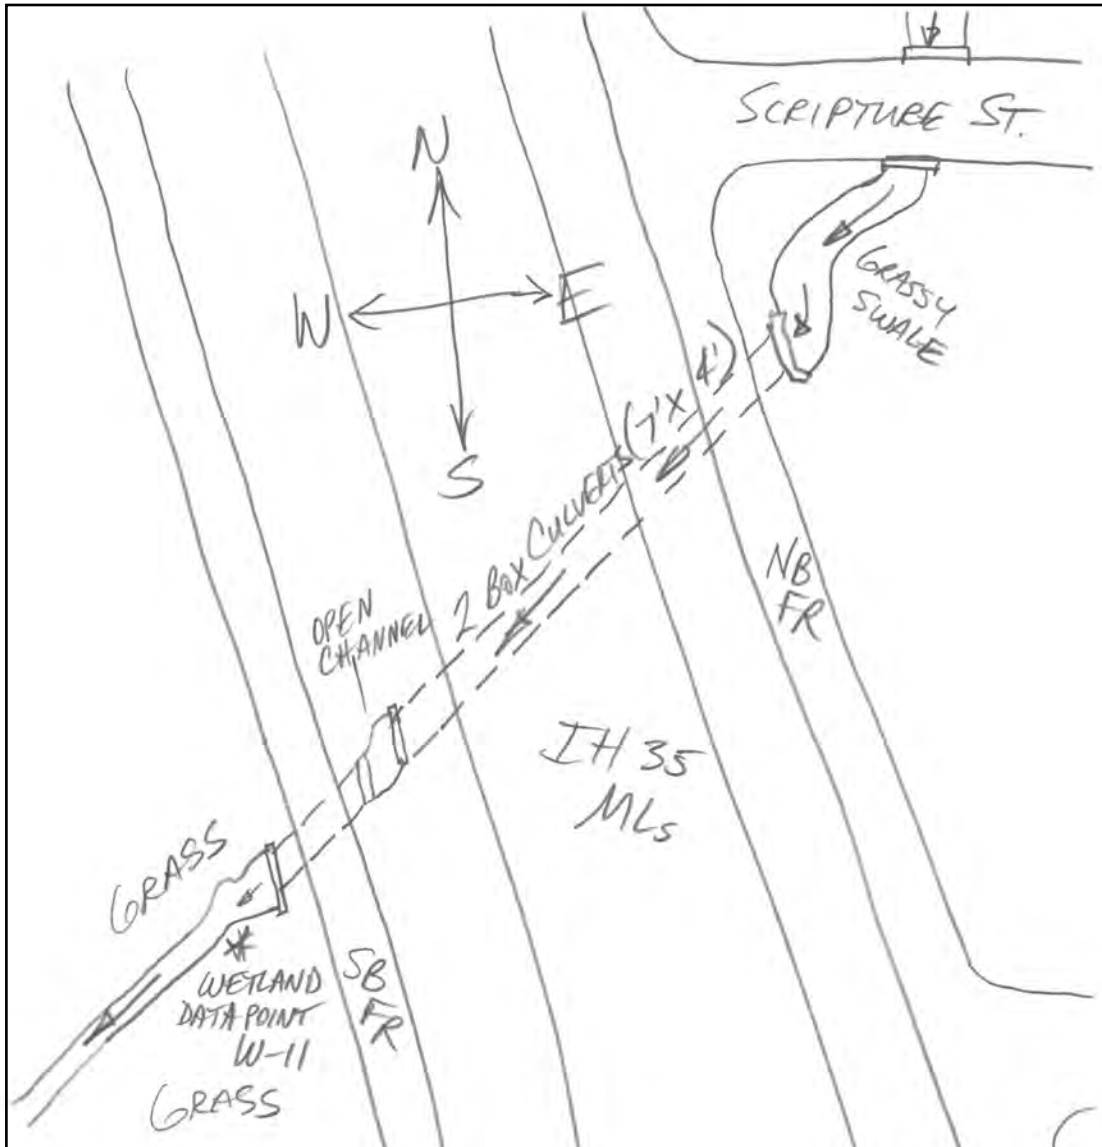 SCRIPTURE ST.
N
W
E
S
GRASSY
SWALE
2 BOX CULVERTS (7'X 4')
NB
FR
OPEN
CHANNEL
IH 35
MLs
GRASS
WETLAND
DATA POINT
W-11
SB
FR
GRASS